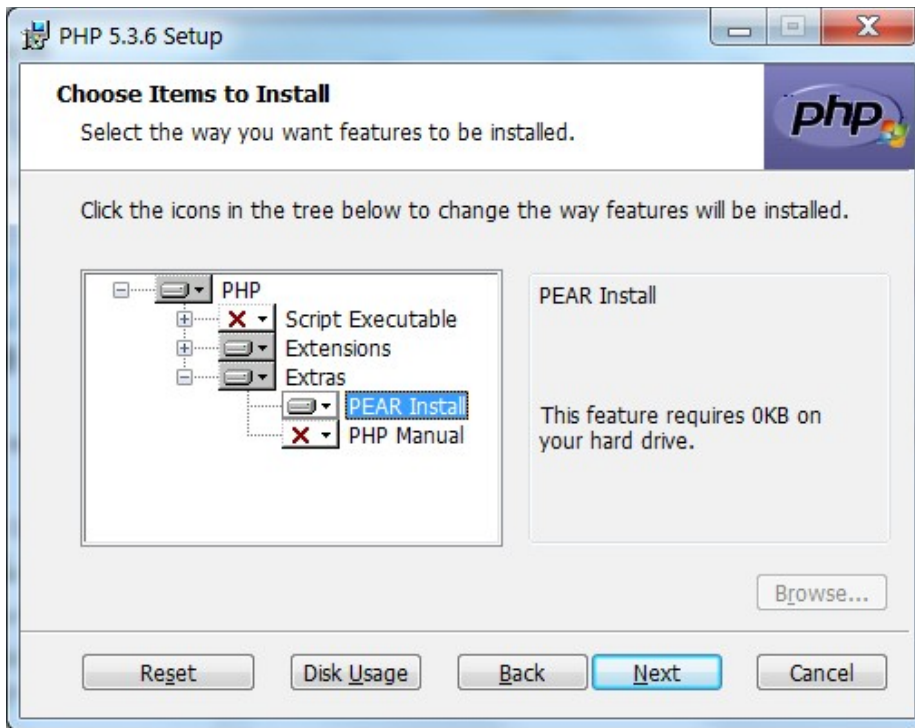 PHP 5.3.6 Setup
Choose Items to Install
Select the way you want features to be installed.
php
Click the icons in the tree below to change the way features will be installed.
PHP
Script Executable
Extensions
Extras
PEAR Install
PHP Manual
PEAR Install
This feature requires 0KB on
your hard drive.
Browse...
Reset
Disk Usage
Back
Next
Cancel